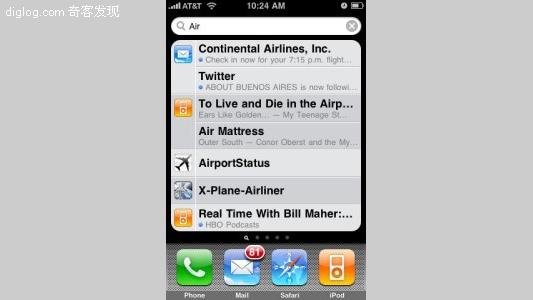 diglog.com 奇客发现
AT&T 10:24 AM
Air
Continental Airlines, Inc.
Check in now for your 7:15 p.m. flight...
Twitter
ABOUT BUENOS AIRES is now followi...
To Live and Die in the Airp...
Ears Like Golden... — My Teenage St...
Air Mattress
Outer South — Conor Oberst and the My...
AirportStatus
X-Plane-Airliner
Real Time With Bill Maher:...
HBO Podcasts
81
Phone Mail Safari iPod